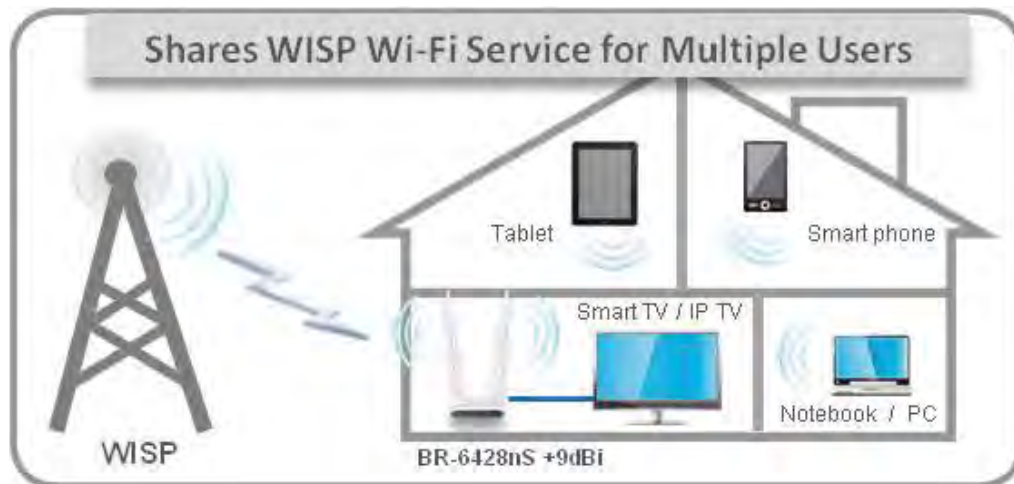 Shares WISP Wi-Fi Service for Multiple Users
Tablet
Smart phone
Smart TV / IP TV
Notebook / PC
WISP
BR-6428nS +9dBi